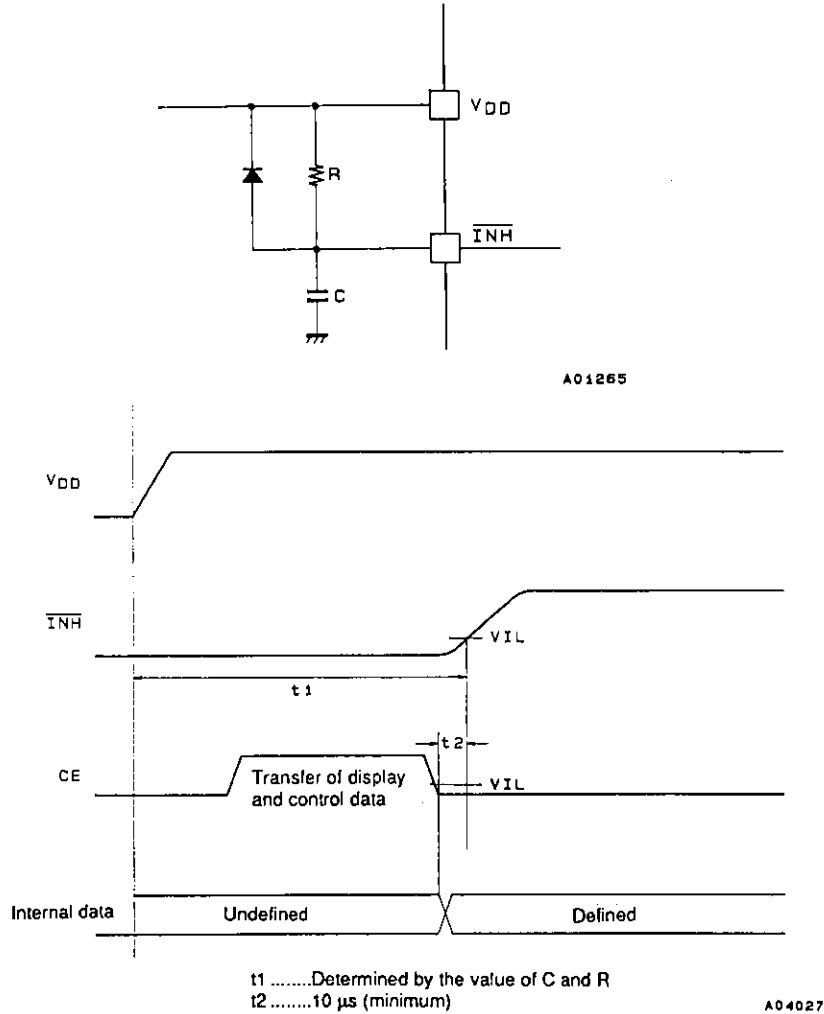 VDD
R
INH
C
A01265
VDD
INH
VIL
t1
t2
CE
Transfer of display
and control data
VIL
Internal data
Undefined
Defined
t1 ........Determined by the value of C and R
t2 ........10 µs (minimum)
A04027